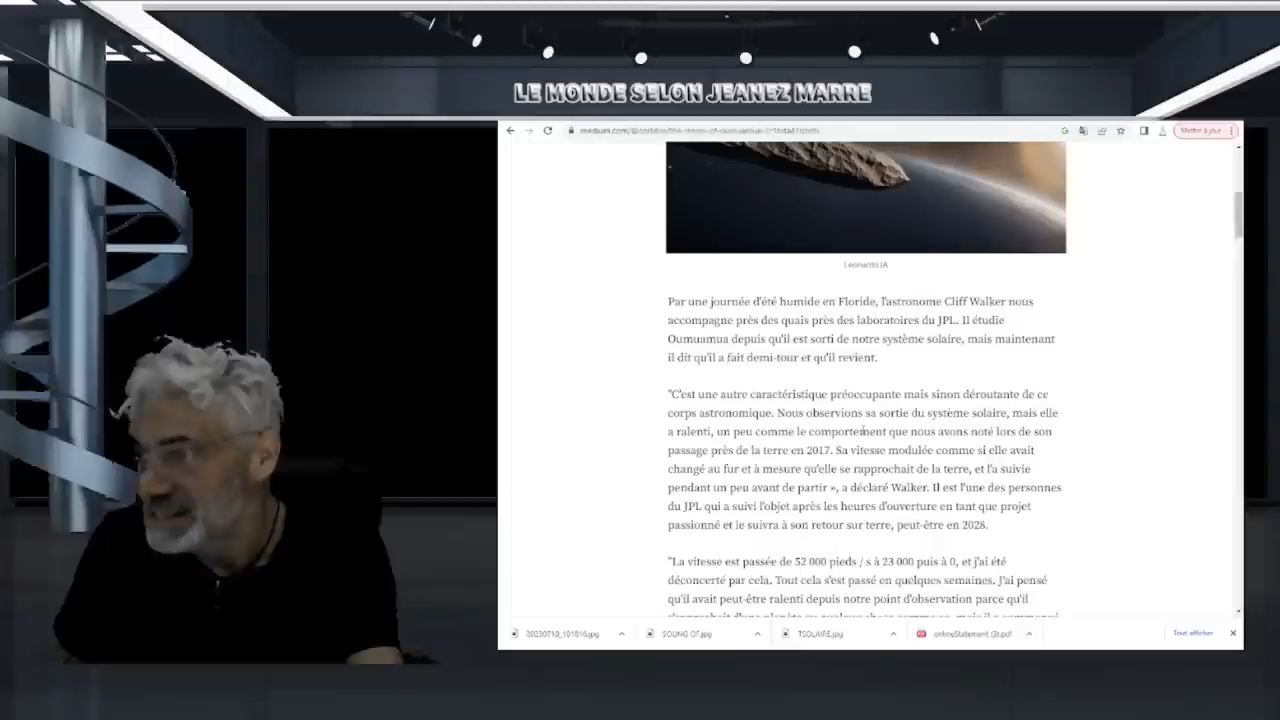 LE MONDE SELON JEANEZ MARRE
Mettre à jour
Leonardo IA
Par une journée d'été humide en Floride, l'astronome Cliff Walker nous
accompagne près des quais près des laboratoires du JPL. Il étudie
Oumuamua depuis qu'il est sorti de notre système solaire, mais maintenant
il dit qu'il a fait demi-tour et qu'il revient.
"C'est une autre caractéristique préoccupante mais sinon déroutante de ce
corps astronomique. Nous observions sa sortie du système solaire, mais elle
a ralenti, un peu comme le comportement que nous avons noté lors de son
passage près de la terre en 2017. Sa vitesse modulée comme si elle avait
changé au fur et à mesure qu'elle se rapprochait de la terre, et l'a suivie
pendant un peu avant de partir », a déclaré Walker. Il est l'une des personnes
du JPL qui a suivi l'objet après les heures d'ouverture en tant que projet
passionné et le suivra à son retour sur terre, peut-être en 2028.
"La vitesse est passée de 52 000 pieds / s à 23 000 puis à 0, et j'ai été
déconcerté par cela. Tout cela s'est passé en quelques semaines. J'ai pensé
qu'il avait peut-être ralenti depuis notre point d'observation parce qu'il
20230710_101816.jpg SOUNG OF.jpg TSOLAIRE.jpg onlineStatement (3).pdf Tout afficher